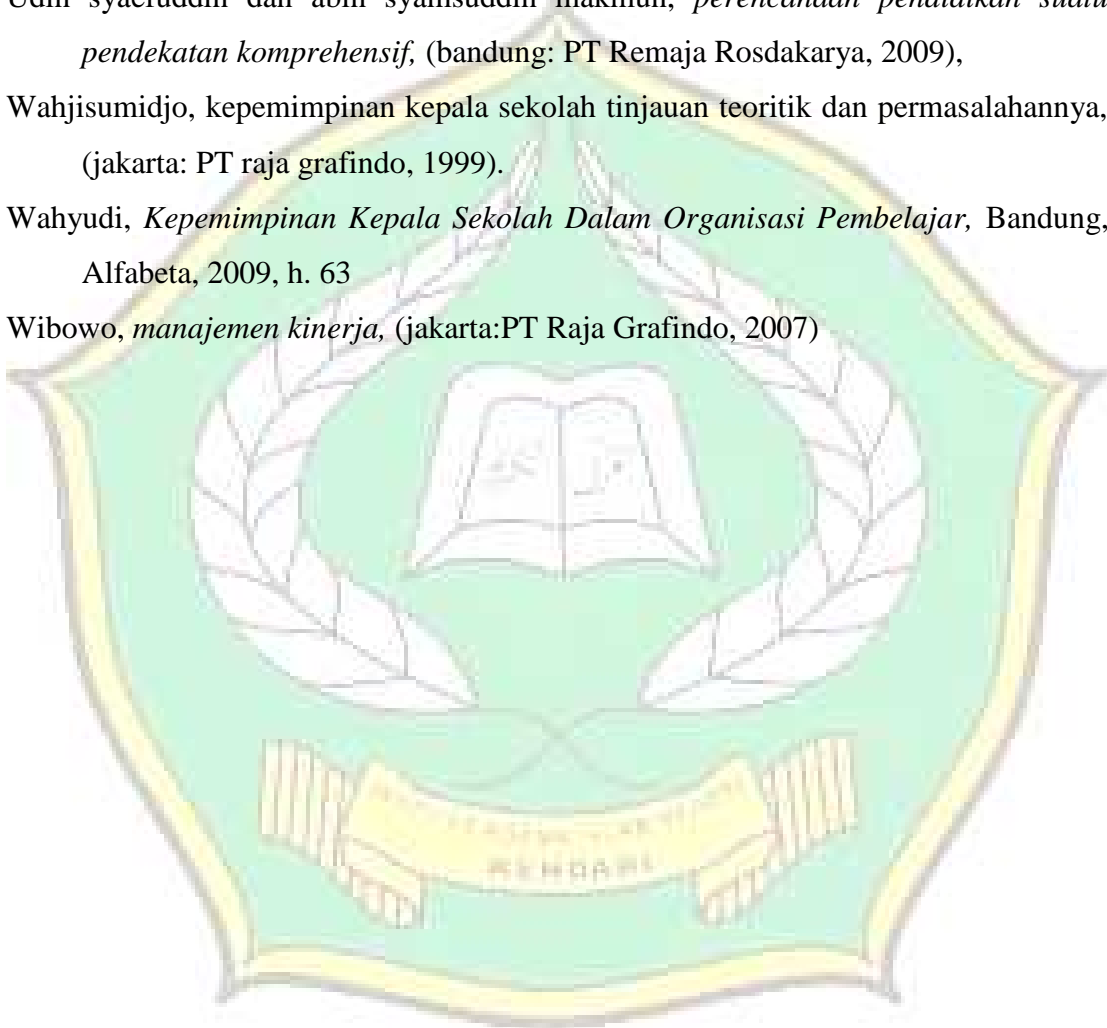 Udin syaefuddin dan abin syamsuddin makmun, perencanaan pendidikan suatu
pendekatan komprehensif, (bandung: PT Remaja Rosdakarya, 2009),
Wahjisumidjo, kepemimpinan kepala sekolah tinjauan teoritik dan permasalahannya,
(jakarta: PT raja grafindo, 1999).
Wahyudi, Kepemimpinan Kepala Sekolah Dalam Organisasi Pembelajar, Bandung,
Alfabeta, 2009, h. 63
Wibowo, manajemen kinerja, (jakarta:PT Raja Grafindo, 2007)
KENDARI